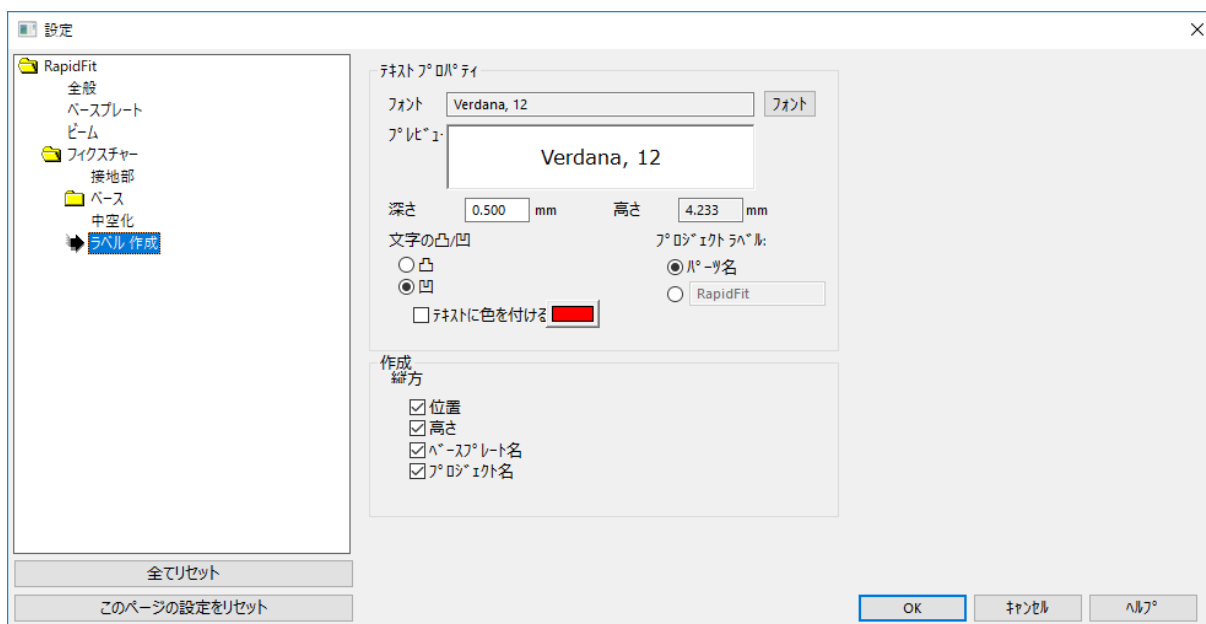 設定
RapidFit
全般
ベースプレート
ビーム
フィクスチャー
接地部
ベース
中空化
ラベル 作成
全てリセット
このページの設定をリセット
ﾃｷｽﾄ ﾌﾟﾛﾊﾟﾃｨ
ﾌｫﾝﾄ Verdana, 12 ﾌｫﾝﾄ
ﾌﾟﾚﾋﾞｭｰ
Verdana, 12
深さ 0.500 mm 高さ 4.233 mm
文字の凸/凹 ﾌﾟﾛｼﾞｪｸﾄ ﾗﾍﾞﾙ:
凸 ﾊﾟｰﾂ名
凹 RapidFit
ﾃｷｽﾄに色を付ける
作成
縦方
位置
高さ
ﾍﾞｰｽﾌﾟﾚｰﾄ名
ﾌﾟﾛｼﾞｪｸﾄ名
OK ｷｬﾝｾﾙ ﾍﾙﾌﾟ